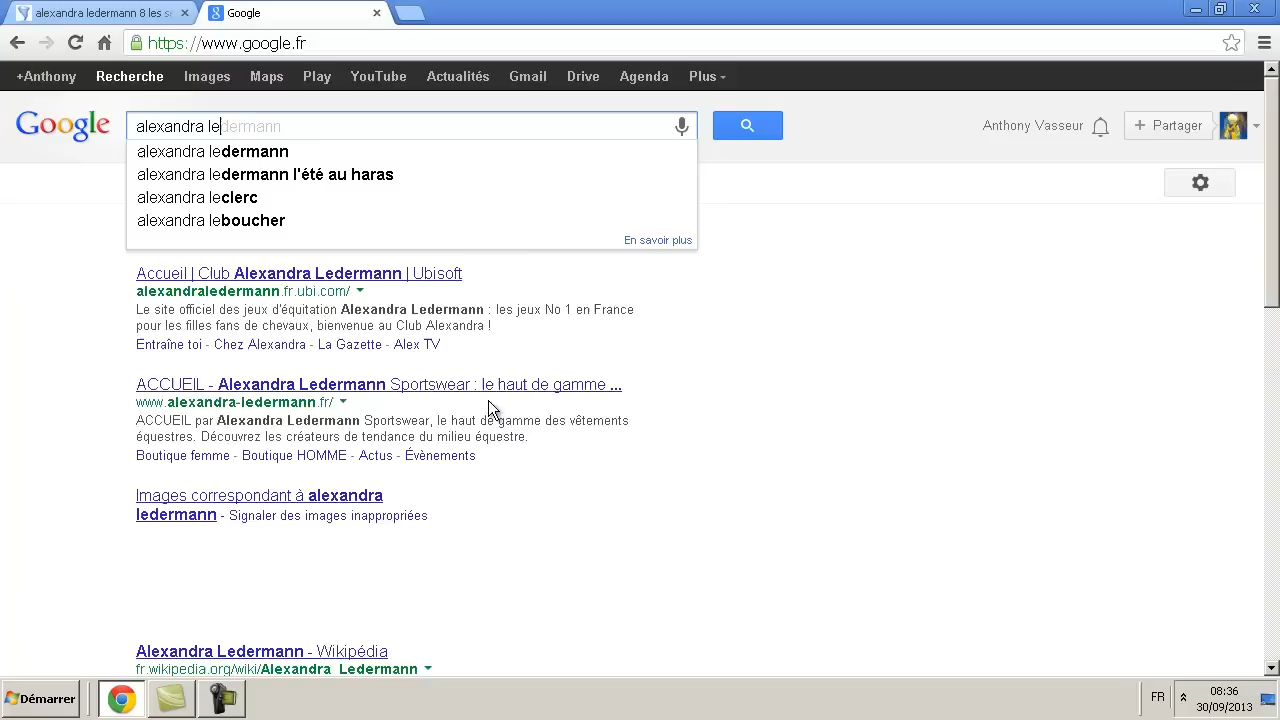 alexandra ledermann 8 les s
Google
https://www.google.fr
+Anthony Recherche Images Maps Play YouTube Actualités Gmail Drive Agenda Plus
Google
alexandra ledermann
Anthony Vasseur
+ Partager
alexandra ledermann
alexandra ledermann l'été au haras
alexandra leclerc
alexandra leboucher
En savoir plus
Accueil | Club Alexandra Ledermann | Ubisoft
alexandraledermann.fr.ubi.com/
Le site officiel des jeux d'équitation Alexandra Ledermann : les jeux No 1 en France
pour les filles fans de chevaux, bienvenue au Club Alexandra !
Entraîne toi - Chez Alexandra - La Gazette - Alex TV
ACCUEIL - Alexandra Ledermann Sportswear : le haut de gamme ...
www.alexandra-ledermann.fr/
ACCUEIL par Alexandra Ledermann Sportswear, le haut de gamme des vêtements
équestres. Découvrez les créateurs de tendance du milieu équestre.
Boutique femme - Boutique HOMME - Actus - Évènements
Images correspondant à alexandra
ledermann - Signaler des images inappropriées
Alexandra Ledermann - Wikipédia
fr.wikipedia.org/wiki/Alexandra_Ledermann
Démarrer
FR
08:36
30/09/2013